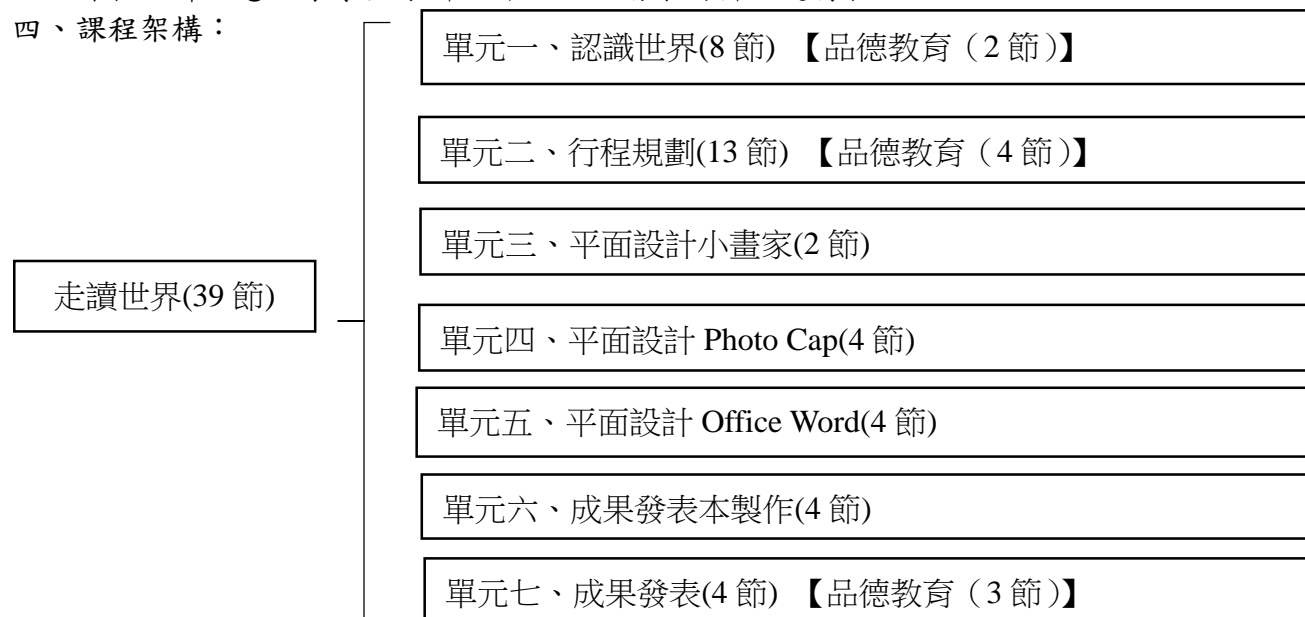 四、課程架構：
單元一、認識世界(8 節) 【品德教育（2 節）】
單元二、行程規劃(13 節) 【品德教育（4 節）】
單元三、平面設計小畫家(2 節)
走讀世界(39 節)
單元四、平面設計 Photo Cap(4 節)
單元五、平面設計 Office Word(4 節)
單元六、成果發表本製作(4 節)
單元七、成果發表(4 節) 【品德教育（3 節）】